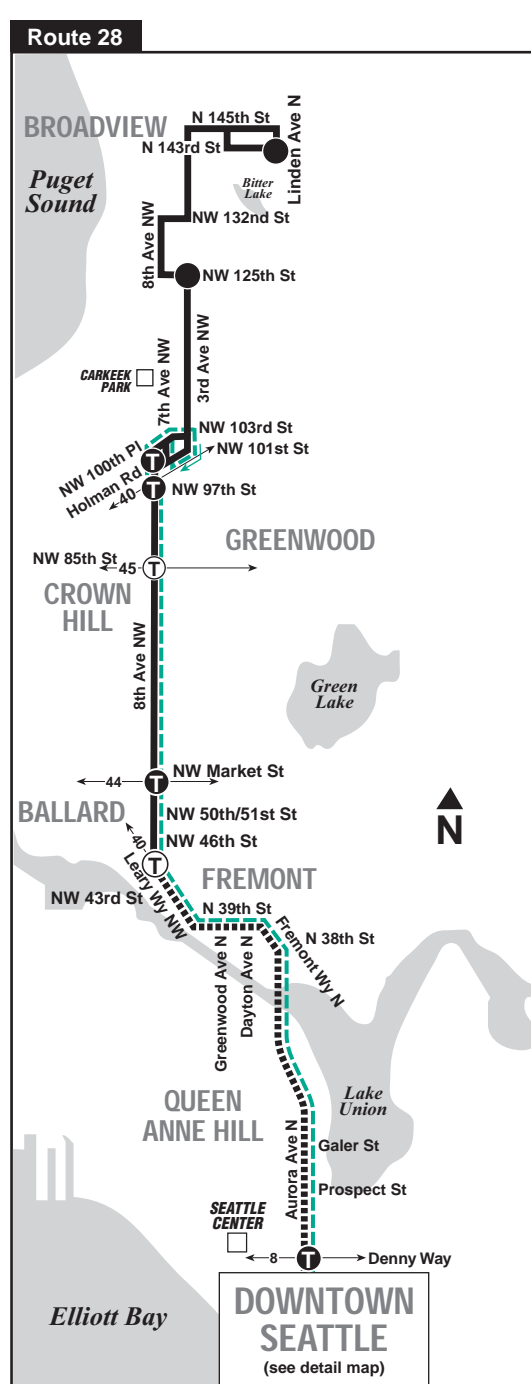 Route 28
BROADVIEW
N 145th St
N 143rd St
Linden Ave N
Puget
Sound
Bitter
Lake
NW 132nd St
8th Ave NW
NW 125th St
7th Ave NW
3rd Ave NW
CARKEEK
PARK
NW 103rd St
NW 101st St
NW 100th Pl
T
Holman Rd
40
T
NW 97th St
GREENWOOD
NW 85th St
45
T
CROWN
HILL
8th Ave NW
Green
Lake
44
T
NW Market St
BALLARD
N
NW 50th/51st St
NW 46th St
40
T
Leary Wy NW
FREMONT
NW 43rd St
N 39th St
N 38th St
Fremont Wy N
Greenwood Ave N
Dayton Ave N
QUEEN
ANNE HILL
Lake
Union
Aurora Ave N
Galer St
Prospect St
SEATTLE
CENTER
8
T
Denny Way
Elliott Bay
DOWNTOWN
SEATTLE
(see detail map)